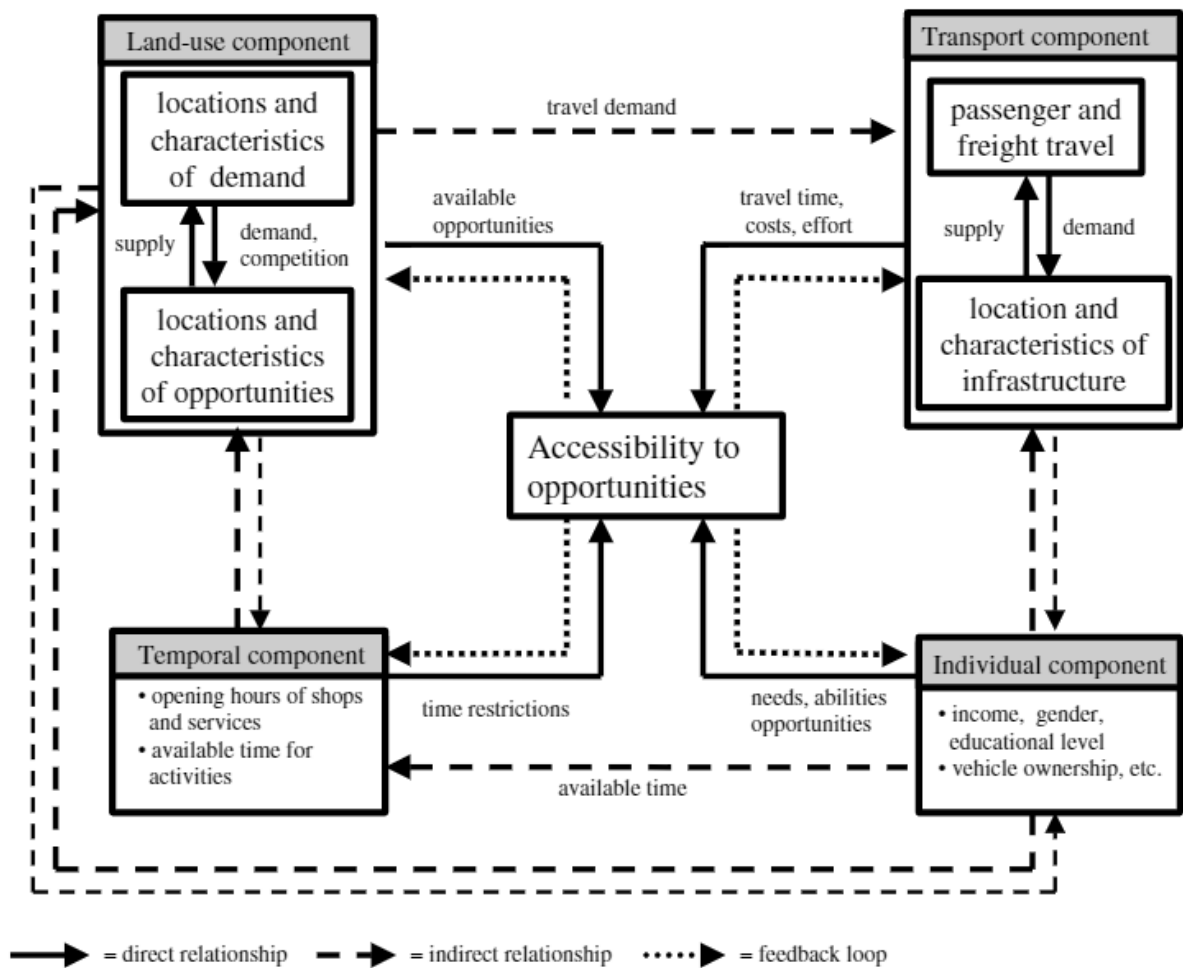 Land-use component
locations and
characteristics
of demand
supply
demand,
competition
locations and
characteristics
of opportunities
travel demand
available
opportunities
travel time,
costs, effort
Transport component
passenger and
freight travel
supply
demand
location and
characteristics of
infrastructure
Accessibility to
opportunities
Temporal component
• opening hours of shops
and services
• available time for
activities
time restrictions
needs, abilities
opportunities
available time
Individual component
• income, gender,
educational level
• vehicle ownership, etc.
= direct relationship
= indirect relationship
= feedback loop